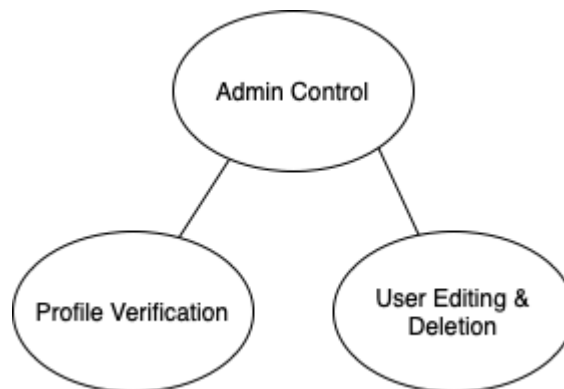 Admin Control
Profile Verification
User Editing &
Deletion